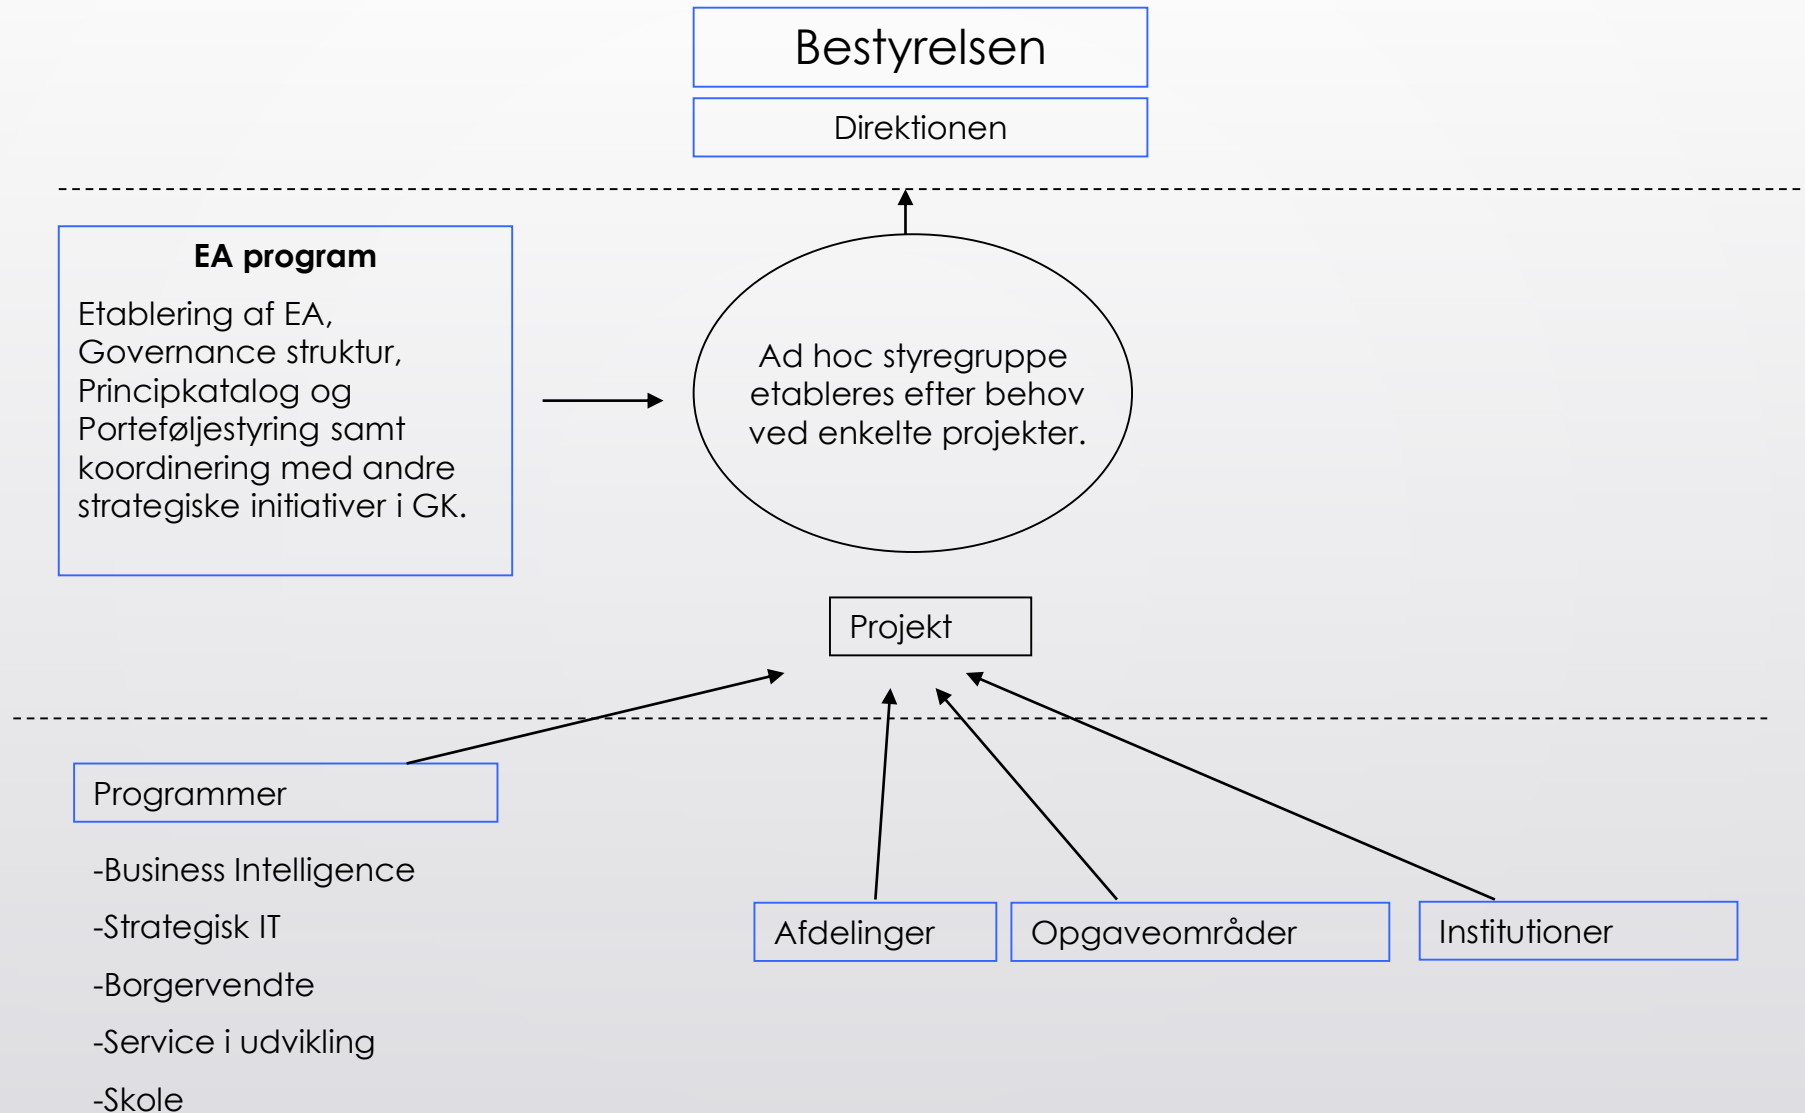 Bestyrelsen
Direktionen
EA program
Etablering af EA,
Governance struktur,
Principkatalog og
Porteføljestyring samt
koordinering med andre
strategiske initiativer i GK.
Ad hoc styregruppe
etableres efter behov
ved enkelte projekter.
Projekt
Programmer
-Business Intelligence
-Strategisk IT
-Borgervendte
-Service i udvikling
-Skole
Afdelinger
Opgaveområder
Institutioner